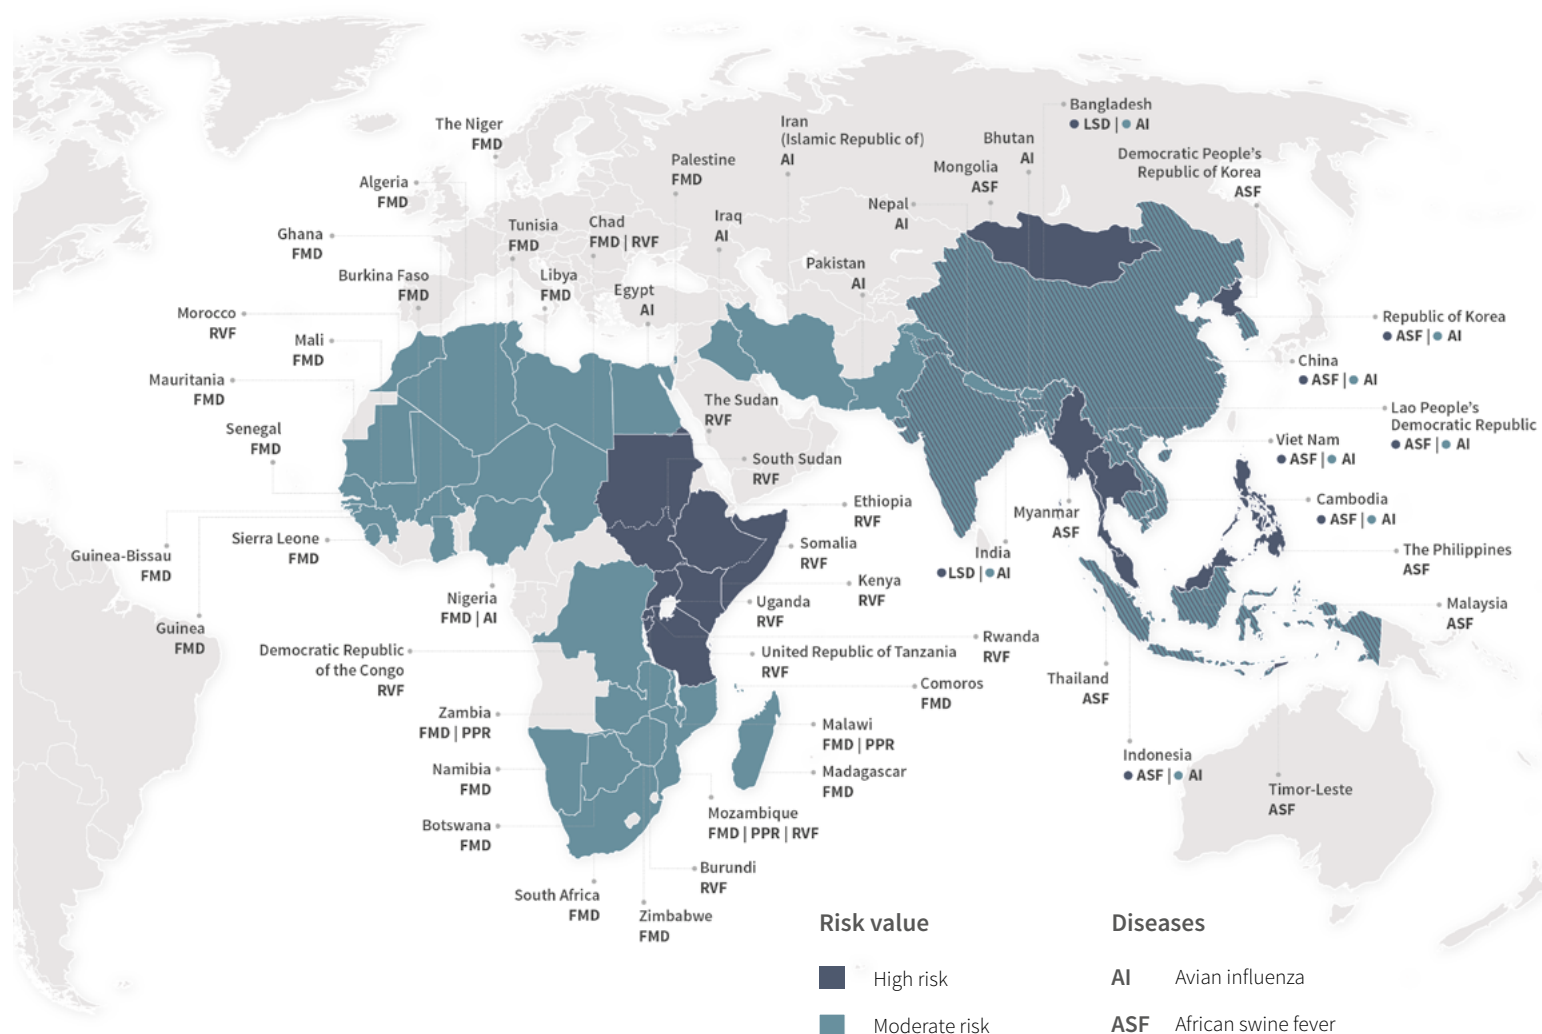 Bangladesh
LSD | AI
Iran
(Islamic Republic of)
AI
The Niger
FMD
Bhutan
AI
Democratic People's
Republic of Korea
ASF
Palestine
FMD
Mongolia
ASF
Algeria
FMD
Nepal
AI
Iraq
AI
Chad
FMD | RVF
Tunisia
FMD
Ghana
FMD
Pakistan
AI
Burkina Faso
FMD
Libya
FMD
Egypt
AI
Morocco
RVF
Republic of Korea
ASF | AI
Mali
FMD
China
ASF | AI
Mauritania
FMD
The Sudan
RVF
Lao People's
Democratic Republic
ASF | AI
Senegal
FMD
Viet Nam
ASF | AI
South Sudan
RVF
Ethiopia
RVF
Cambodia
ASF | AI
Myanmar
ASF
Sierra Leone
FMD
Somalia
RVF
India
LSD | AI
Guinea-Bissau
FMD
The Philippines
ASF
Kenya
RVF
Nigeria
FMD | AI
Uganda
RVF
Malaysia
ASF
Guinea
FMD
Rwanda
RVF
Democratic Republic
of the Congo
RVF
United Republic of Tanzania
RVF
Thailand
ASF
Comoros
FMD
Zambia
FMD | PPR
Malawi
FMD | PPR
Indonesia
ASF | AI
Namibia
FMD
Madagascar
FMD
Timor-Leste
ASF
Mozambique
FMD | PPR | RVF
Botswana
FMD
Burundi
RVF
South Africa
FMD
Zimbabwe
FMD
Risk value
High risk
Moderate risk
Diseases
AI Avian influenza
ASF African swine fever